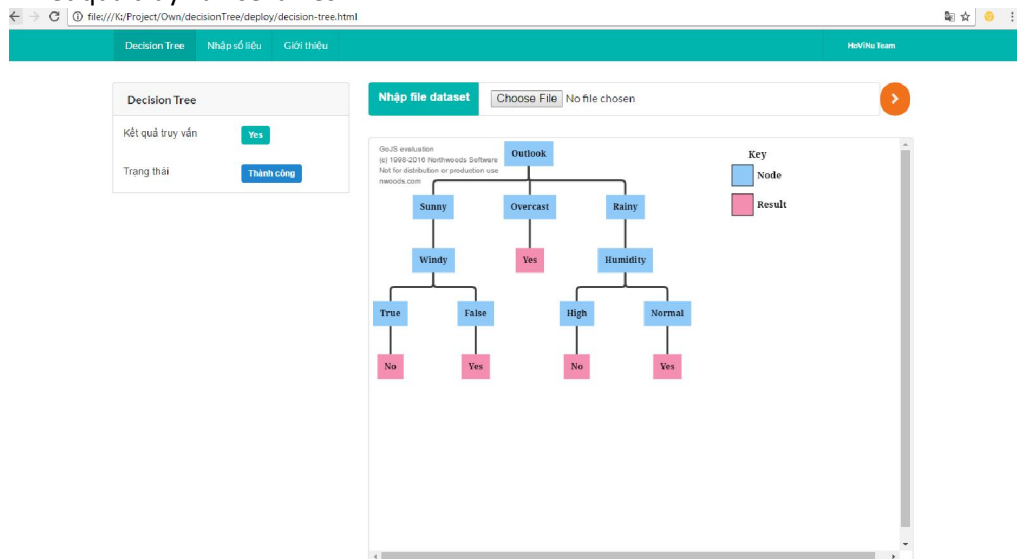 file:///K:/Project/Own/decisionTree/deploy/decision-tree.html
Decision Tree Nhập số liệu Giới thiệu HoViNu Team
Decision Tree
Kết quả truy vấn Yes
Trạng thái Thành công
Nhập file dataset Choose File No file chosen
GoJS evaluation
(c) 1998-2016 Northwoods Software
Not for distribution or production use
nwoods.com
Outlook
Key
Node
Result
Sunny Overcast Rainy
Windy Yes Humidity
True False High Normal
No Yes No Yes